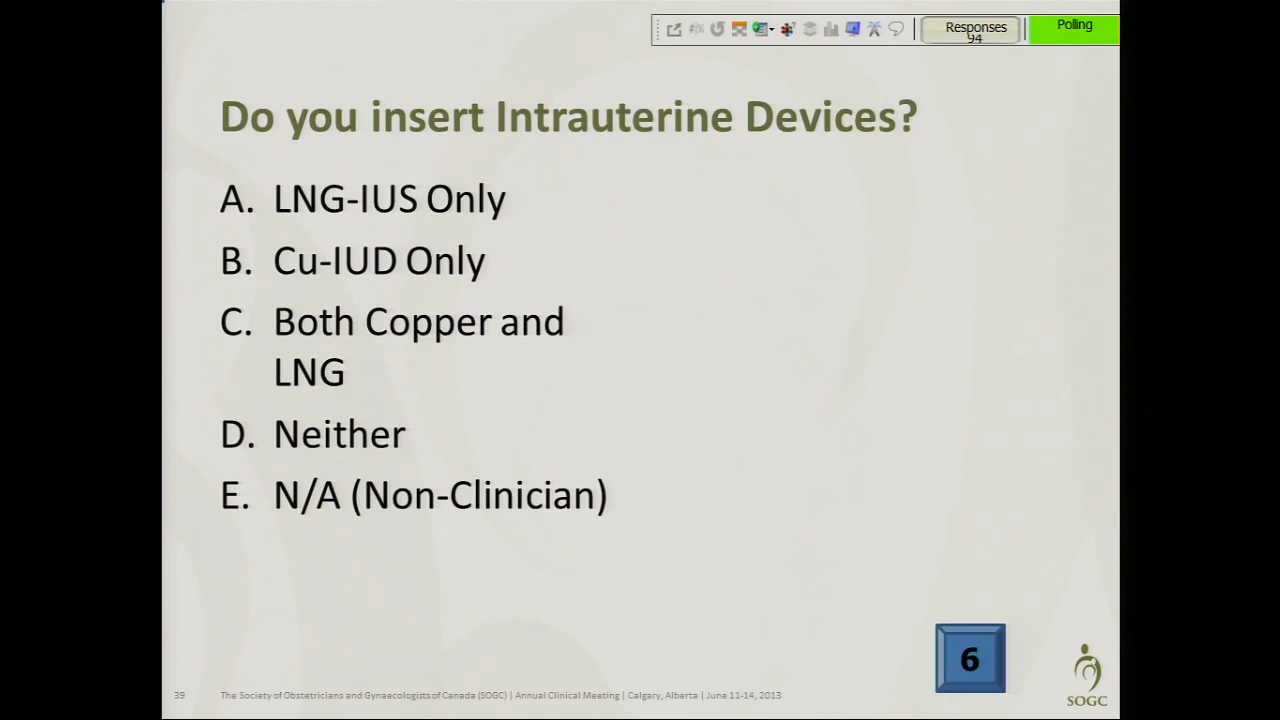 Responses
94
Polling
Do you insert Intrauterine Devices?
A. LNG-IUS Only
B. Cu-IUD Only
C. Both Copper and
LNG
D. Neither
E. N/A (Non-Clinician)
6
SOGC
39 The Society of Obstetricians and Gynaecologists of Canada (SOGC) | Annual Clinical Meeting | Calgary, Alberta | June 11-14, 2013